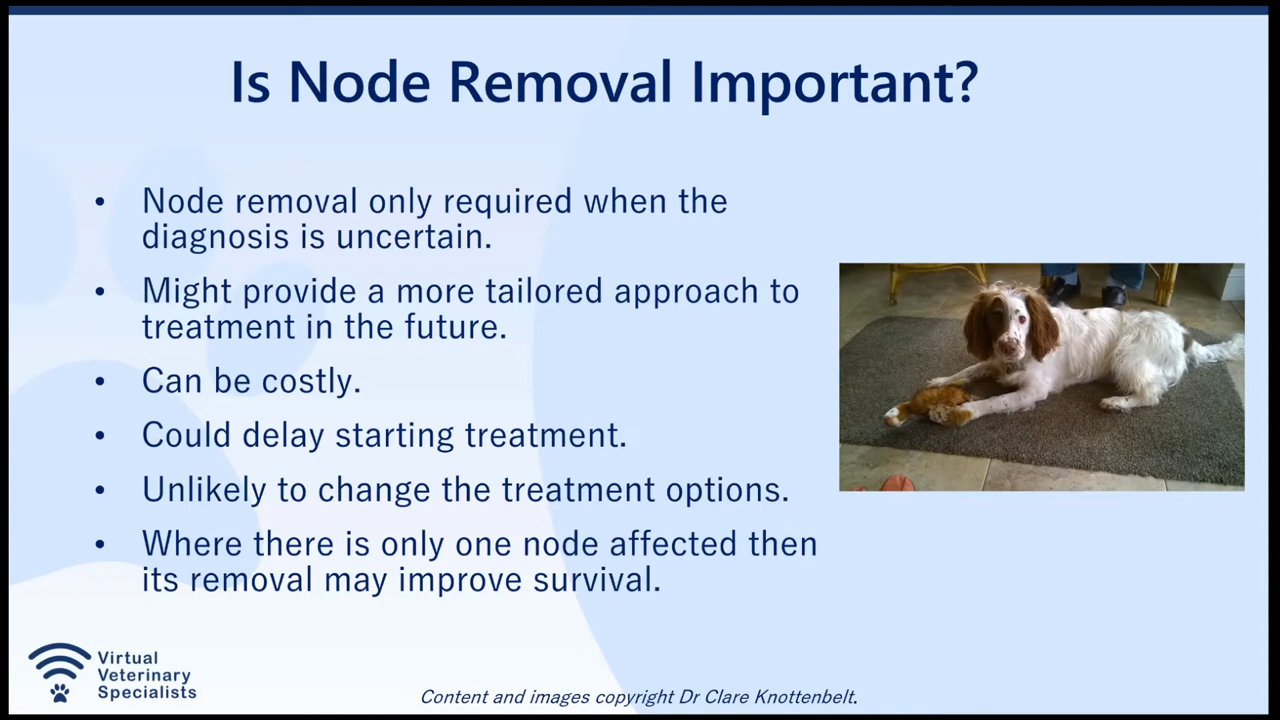 Is Node Removal Important?
• Node removal only required when the
diagnosis is uncertain.
• Might provide a more tailored approach to
treatment in the future.
• Can be costly.
• Could delay starting treatment.
• Unlikely to change the treatment options.
• Where there is only one node affected then
its removal may improve survival.
Virtual
Veterinary
Specialists
Content and images copyright Dr Clare Knottenbelt.